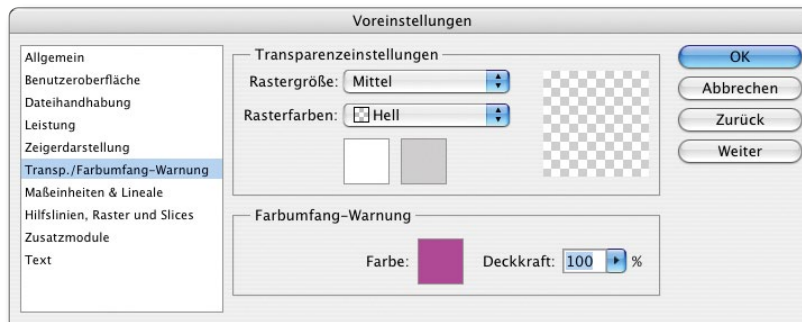 Voreinstellungen
Allgemein
Benutzeroberfläche
Dateihandhabung
Leistung
Zeigerdarstellung
Transp./Farbumfang-Warnung
Maßeinheiten & Lineale
Hilfslinien, Raster und Slices
Zusatzmodule
Text
Transparenzeinstellungen
Rastergröße: Mittel
Rasterfarben: Hell
Farbumfang-Warnung
Farbe: Deckkraft: 100 %
OK
Abbrechen
Zurück
Weiter